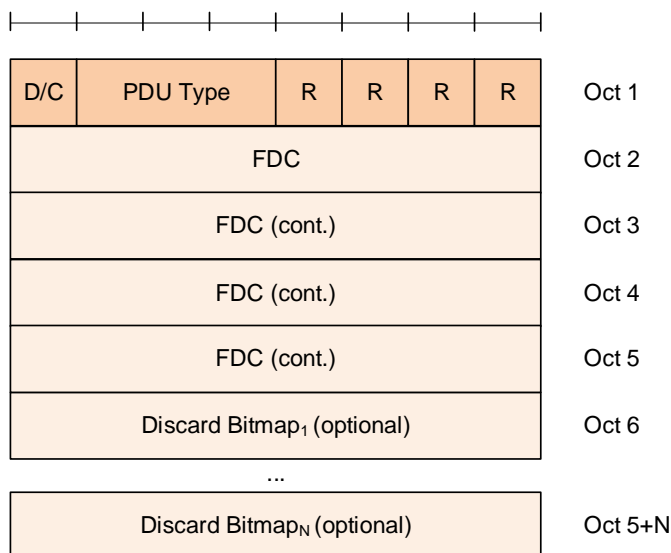 D/C PDU Type R R R R Oct 1
FDC Oct 2
FDC (cont.) Oct 3
FDC (cont.) Oct 4
FDC (cont.) Oct 5
Discard Bitmap₁ (optional) Oct 6
...
Discard Bitmap_N (optional) Oct 5+N